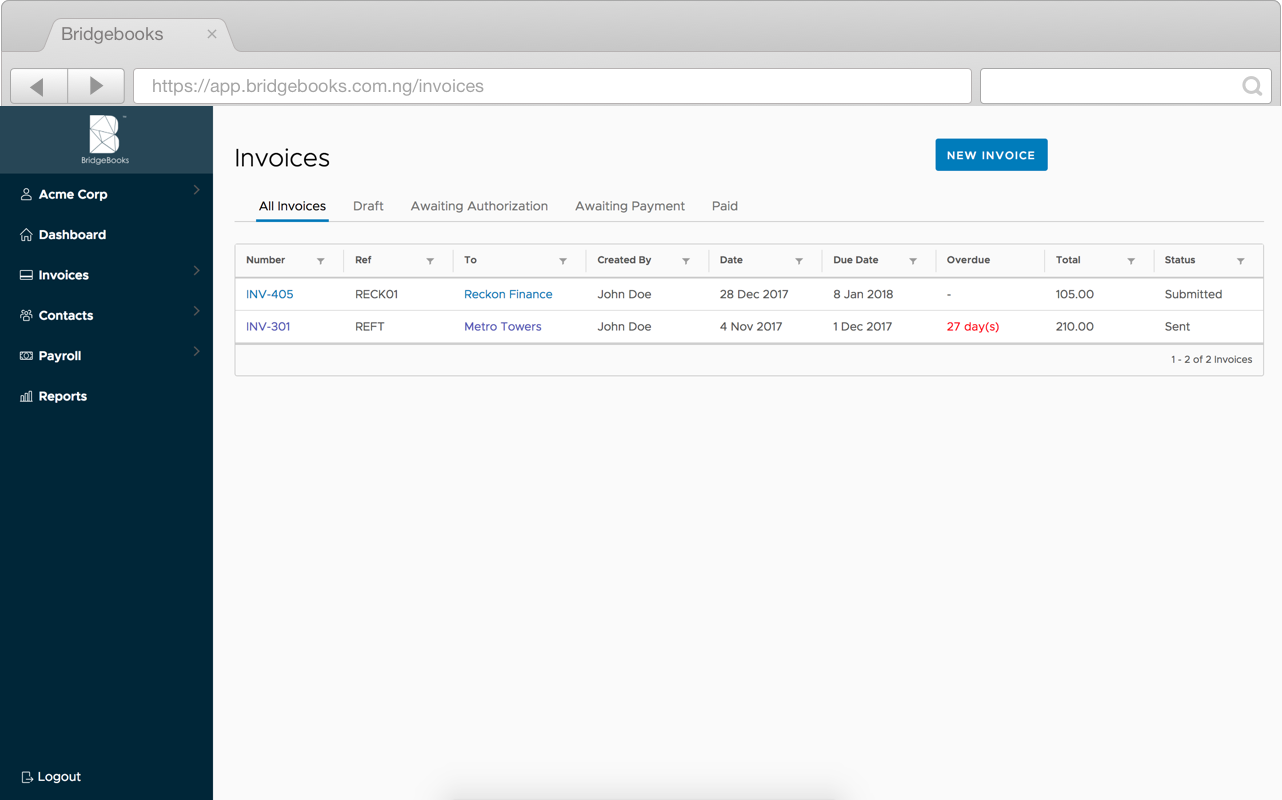 Bridgebooks
https://app.bridgebooks.com.ng/invoices
BridgeBooks
Acme Corp
Dashboard
Invoices
Contacts
Payroll
Reports
Logout
Invoices
NEW INVOICE
All Invoices Draft Awaiting Authorization Awaiting Payment Paid
Number Ref To Created By Date Due Date Overdue Total Status
INV-405 RECK01 Reckon Finance John Doe 28 Dec 2017 8 Jan 2018 - 105.00 Submitted
INV-301 REFT Metro Towers John Doe 4 Nov 2017 1 Dec 2017 27 day(s) 210.00 Sent
1 - 2 of 2 Invoices